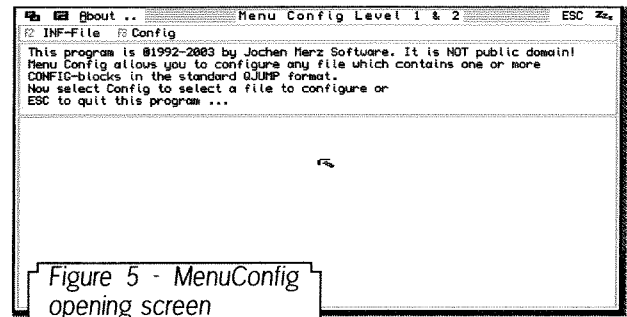 About .. Menu Config Level 1 & 2 ESC Zzz
F2 INF-File F3 Config
This program is ©1992-2003 by Jochen Merz Software. It is NOT public domain!
Menu Config allows you to configure any file which contains one or more
CONFIG-blocks in the standard QJUMP format.
Now select Config to select a file to configure or
ESC to quit this program ...
Figure 5 - MenuConfig
opening screen